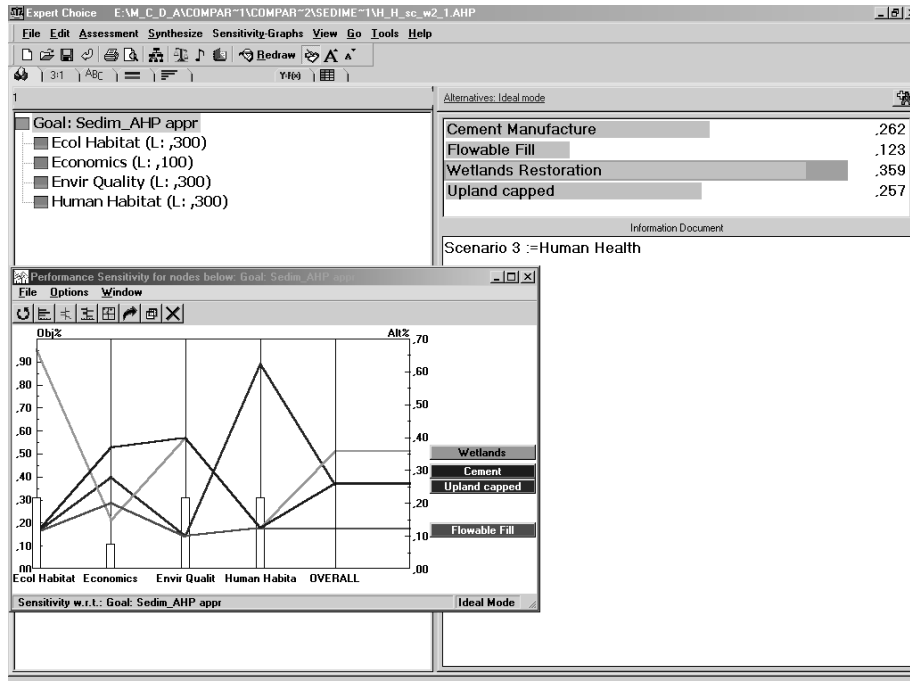 Expert Choice E:\M_C_D_A\COMPAR~1\COMPAR~2\SEDIME~1\H_H_sc_w2_1.AHP
File Edit Assessment Synthesize Sensitivity-Graphs View Go Tools Help
Redraw A A
3:1 ABC Y=F(x)
1
Alternatives: Ideal mode
Goal: Sedim_AHP appr
Ecol Habitat (L: ,300)
Economics (L: ,100)
Envir Quality (L: ,300)
Human Habitat (L: ,300)
Cement Manufacture ,262
Flowable Fill ,123
Wetlands Restoration ,359
Upland capped ,257
Information Document
Scenario 3 :=Human Health
Performance Sensitivity for nodes below: Goal: Sedim_AHP appr
File Options Window
Obj% Alt%
,90
,80
,70
,60
,50
,40
,30
,20
,10
,00
,70
,60
,50
,40
,30
,20
,10
,00
Wetlands
Cement
Upland capped
Flowable Fill
Ecol Habitat Economics Envir Qualit Human Habita OVERALL
Sensitivity w.r.t.: Goal: Sedim_AHP appr Ideal Mode